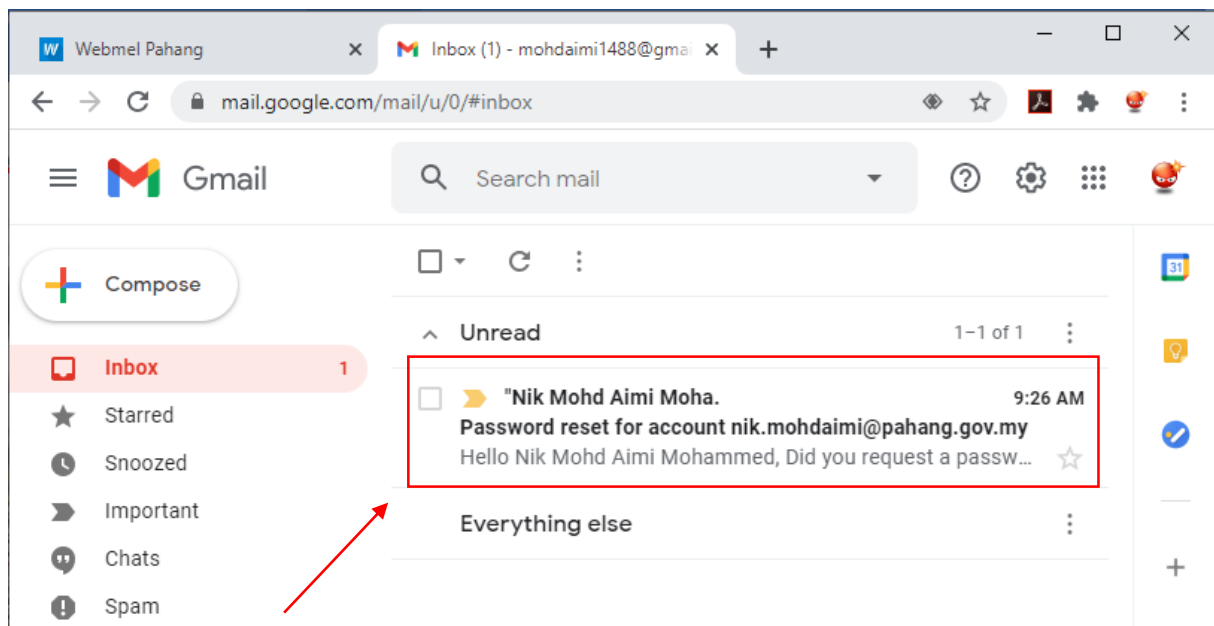 W Webmel Pahang
Inbox (1) - mohdaimi1488@gmai
mail.google.com/mail/u/0/#inbox
Gmail
Search mail
Compose
31
Unread
1–1 of 1
Inbox
1
"Nik Mohd Aimi Moha.
9:26 AM
Starred
Password reset for account nik.mohdaimi@pahang.gov.my
Hello Nik Mohd Aimi Mohammed, Did you request a passw...
Snoozed
Important
Everything else
Chats
Spam